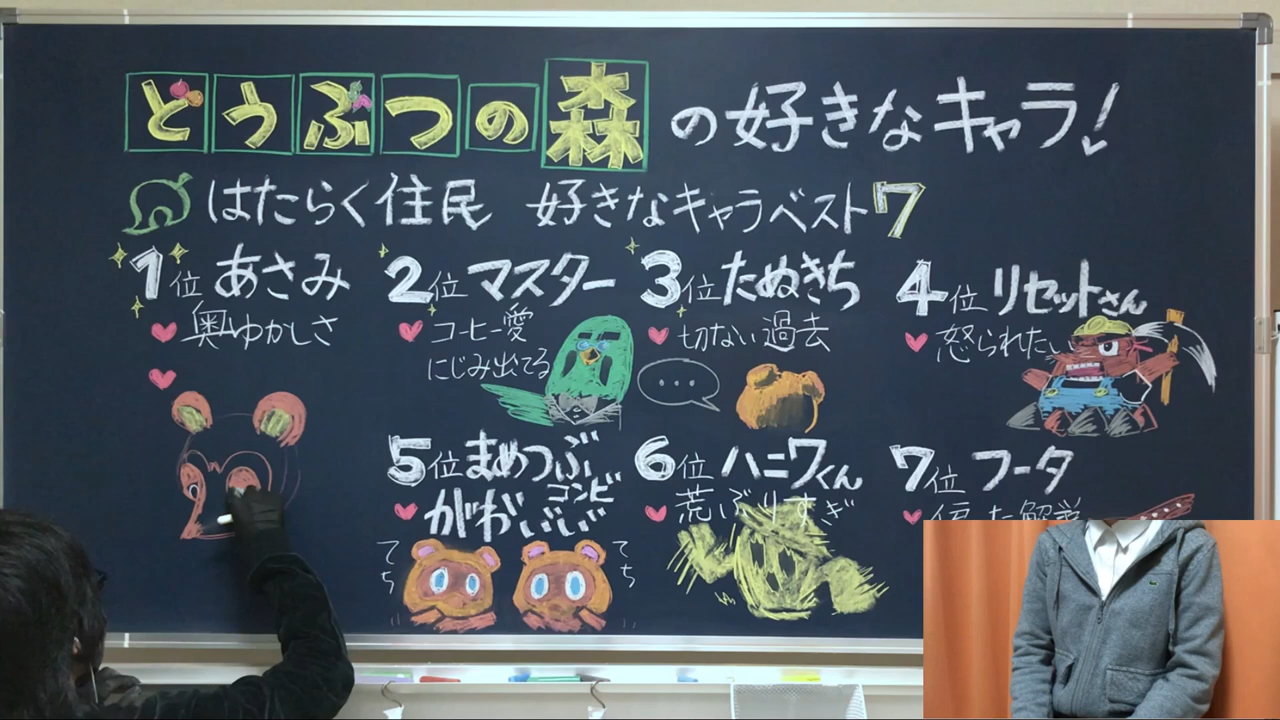 どうぶつの森の好きなキャラ!
はたらく住民 好きなキャラベスト7
1位 あさみ
奥ゆかしさ
2位 マスター
コーヒー愛
にじみ出てる
3位 たぬきち
切ない過去
...
4位 リセットさん
怒られたい
5位 まめつぶ
コンビ
がわいいい
てち
てち
6位 ハニワくん
荒ぶりすぎ
7位 フータ